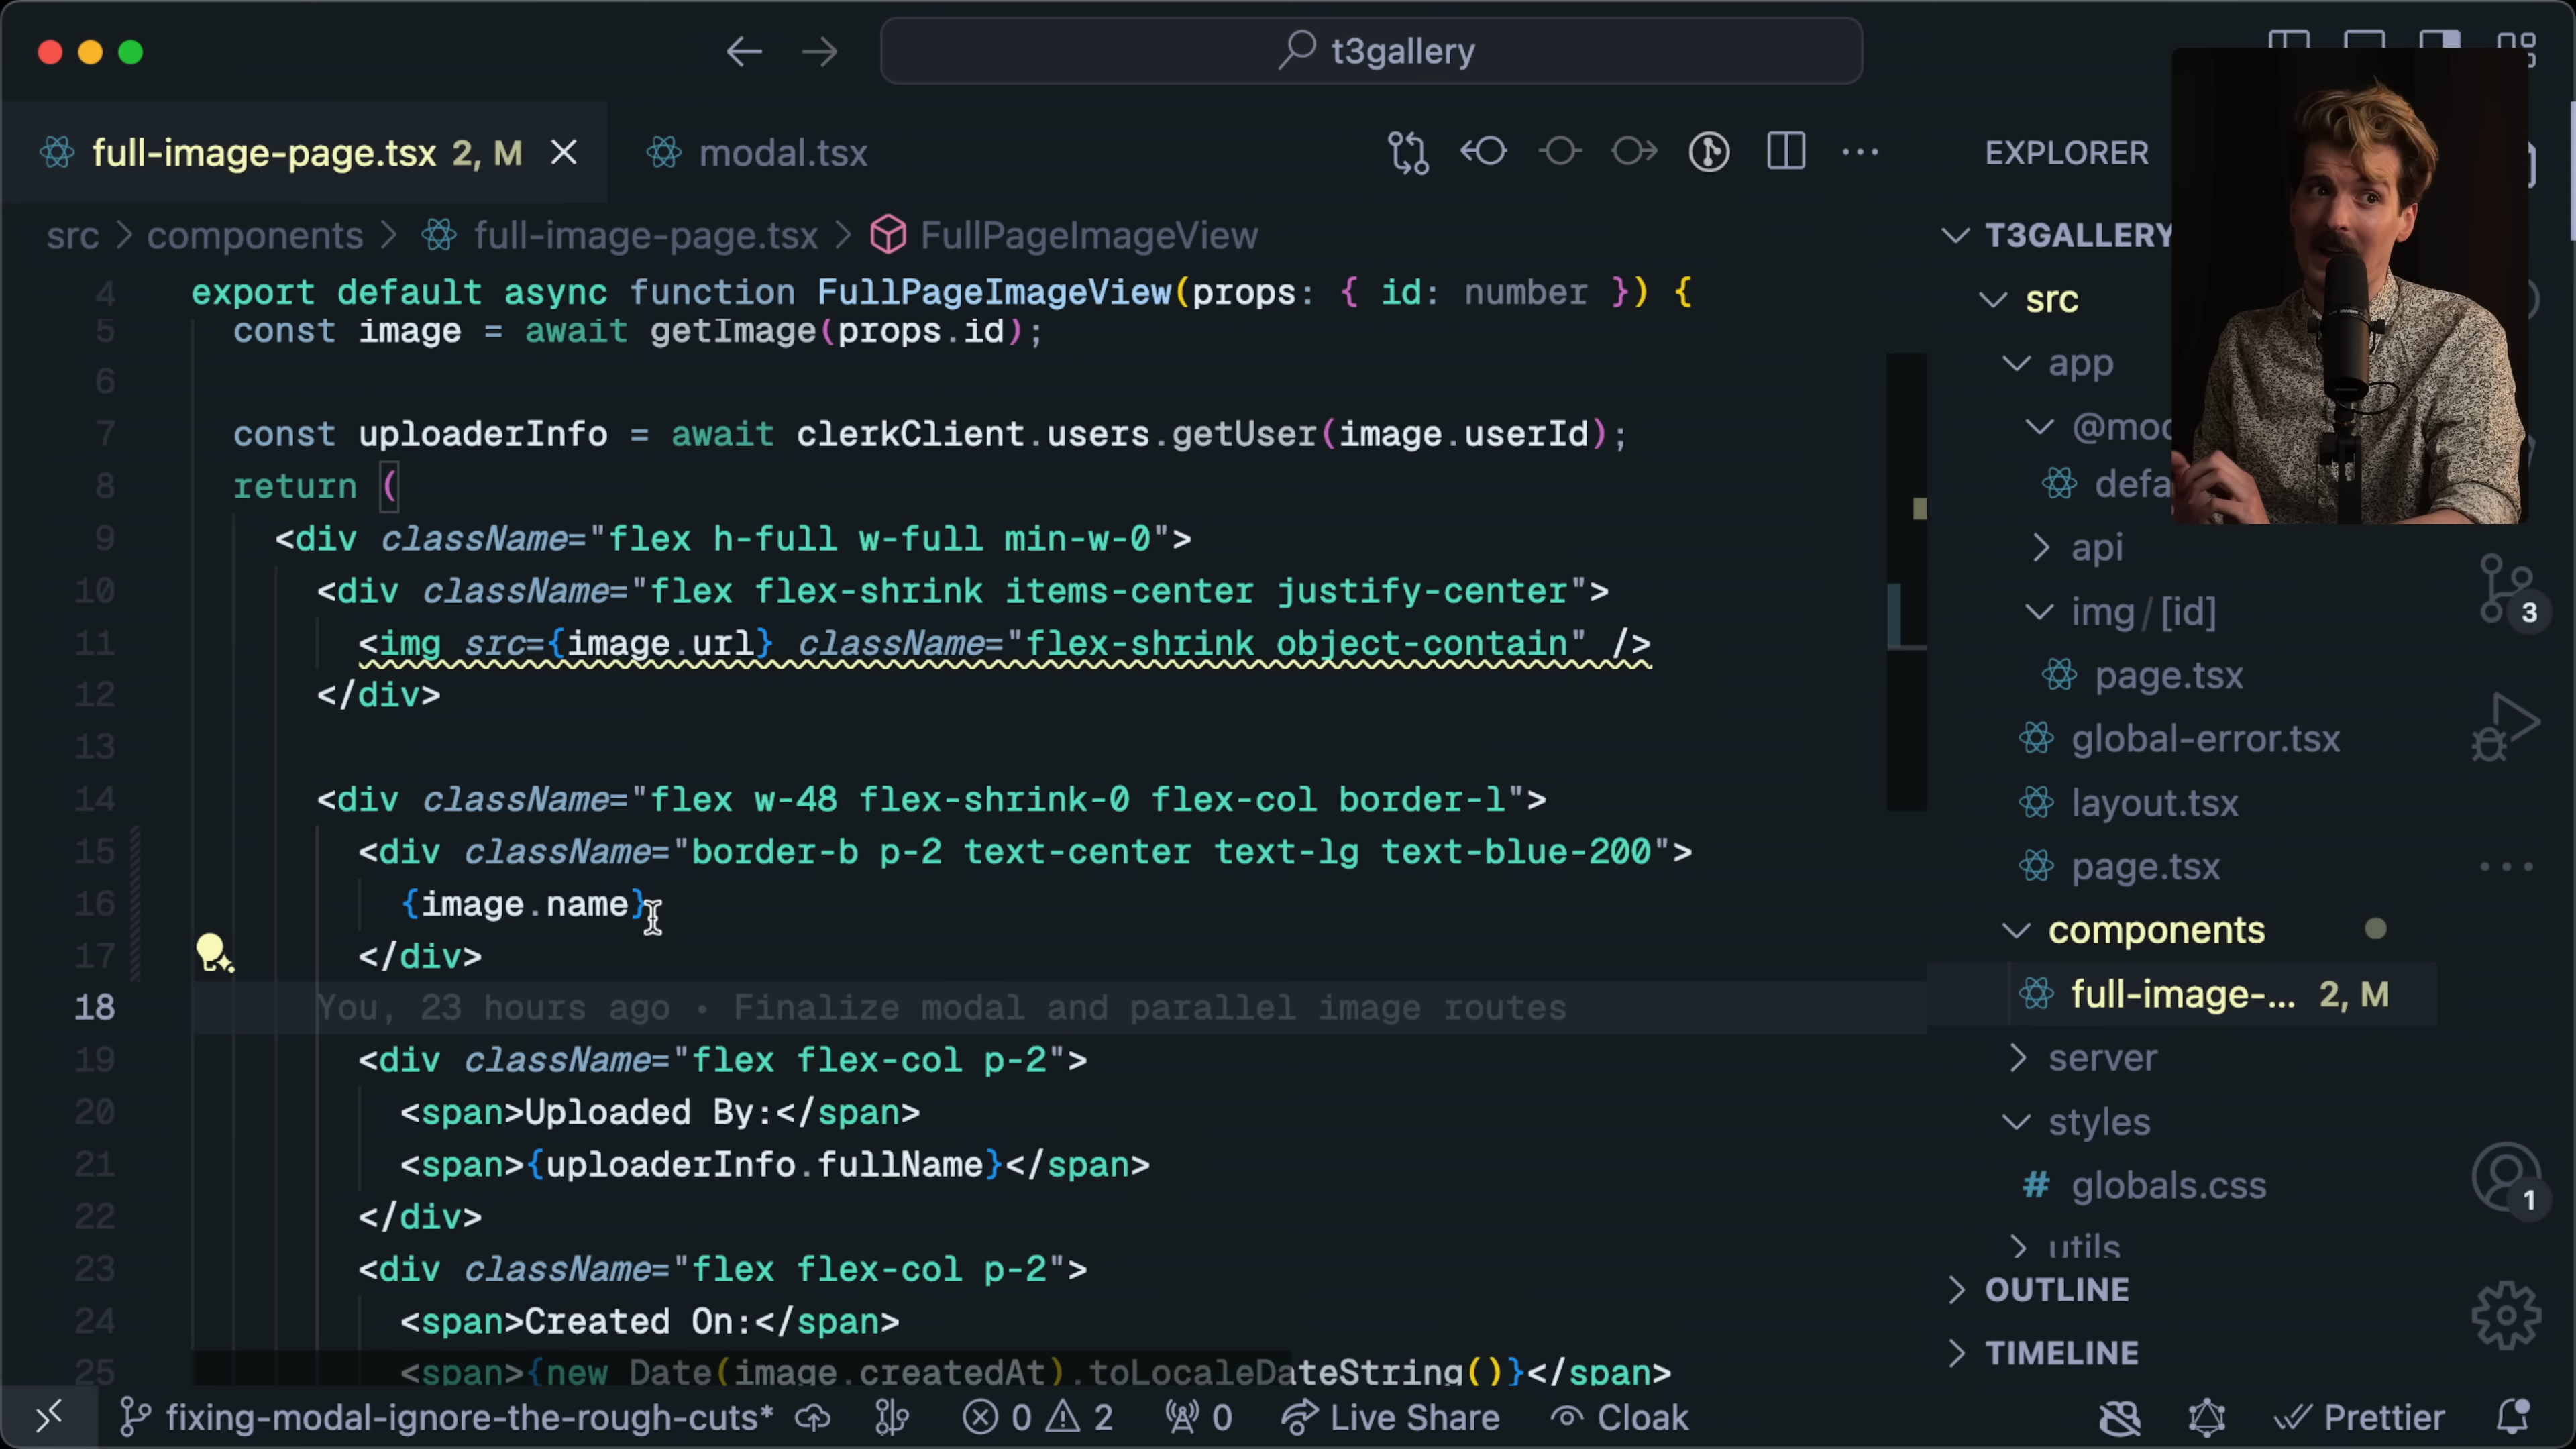 t3gallery
full-image-page.tsx 2, M
modal.tsx
src > components > full-image-page.tsx > FullPageImageView
4 export default async function FullPageImageView(props: { id: number }) {
5 const image = await getImage(props.id);
6
7 const uploaderInfo = await clerkClient.users.getUser(image.userId);
8 return (
9 <div className="flex h-full w-full min-w-0">
10 <div className="flex flex-shrink items-center justify-center">
11 <img src={image.url} className="flex-shrink object-contain" />
12 </div>
13
14 <div className="flex w-48 flex-shrink-0 flex-col border-l">
15 <div className="border-b p-2 text-center text-lg text-blue-200">
16 {image.name}
17 </div>
18 You, 23 hours ago • Finalize modal and parallel image routes
19 <div className="flex flex-col p-2">
20 <span>Uploaded By:</span>
21 <span>{uploaderInfo.fullName}</span>
22 </div>
23 <div className="flex flex-col p-2">
24 <span>Created On:</span>
25 <span>{new Date(image.createdAt).toLocaleDateString()}</span>
EXPLORER
T3GALLERY
src
app
@mod
defa
api
img/[id]
page.tsx
global-error.tsx
layout.tsx
page.tsx
components
full-image-... 2, M
server
styles
# globals.css
utils
OUTLINE
TIMELINE
3
1
fixing-modal-ignore-the-rough-cuts* 0 2 0 Live Share Cloak Prettier